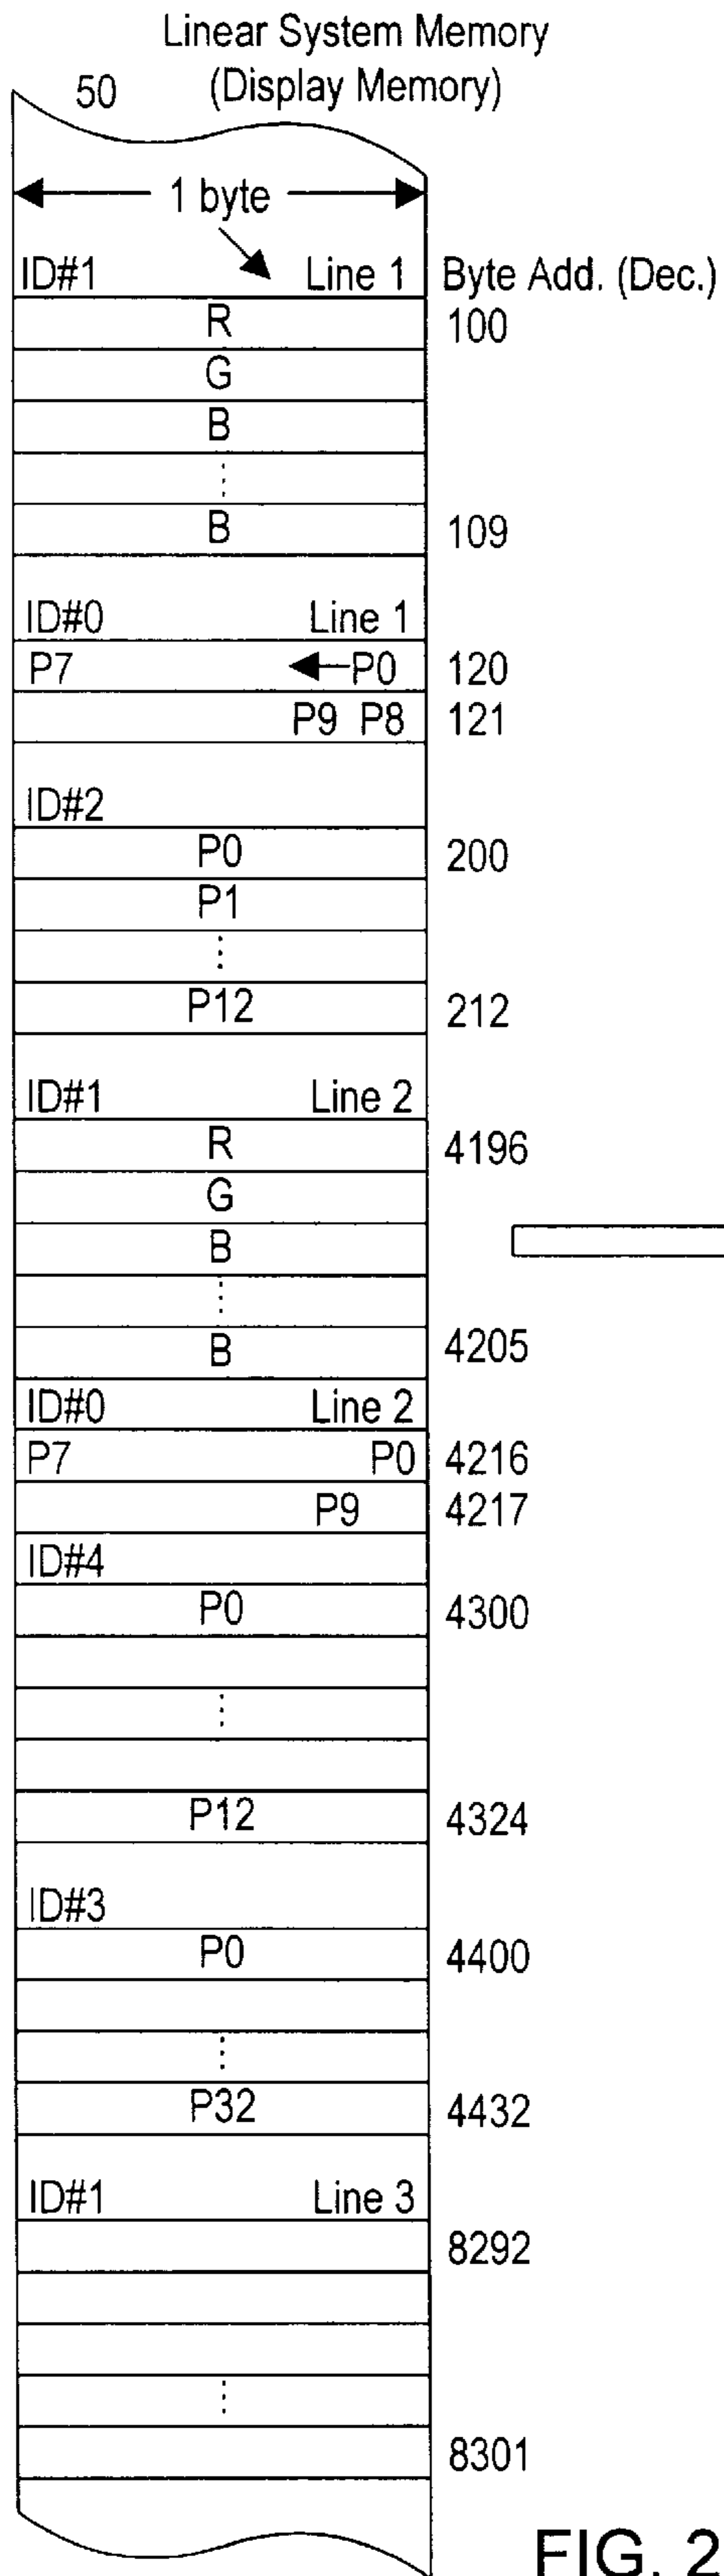 Linear System Memory
50 (Display Memory)
1 byte
ID#1 Line 1 Byte Add. (Dec.)
R 100
G
B
⋮
B 109
ID#0 Line 1
P7 P0 120
P9 P8 121
ID#2
P0 200
P1
⋮
P12 212
ID#1 Line 2
R 4196
G
B
⋮
B 4205
ID#0 Line 2
P7 P0 4216
P9 4217
ID#4
P0 4300
⋮
P12 4324
ID#3
P0 4400
⋮
P32 4432
ID#1 Line 3
8292
⋮
8301
FIG. 2